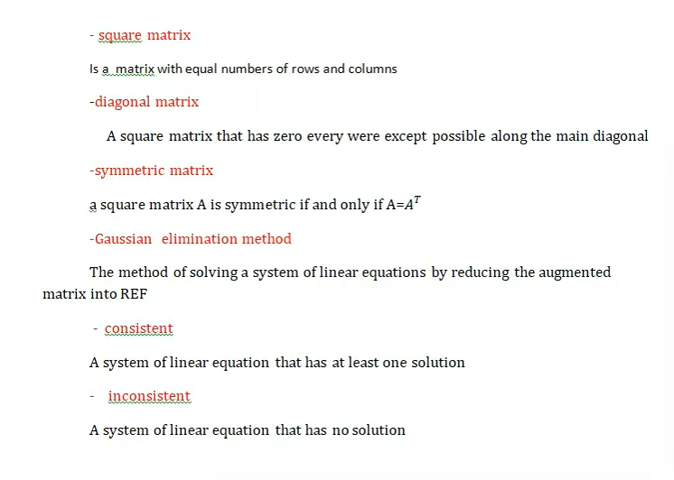 - square matrix
Is a matrix with equal numbers of rows and columns
-diagonal matrix
A square matrix that has zero every were except possible along the main diagonal
-symmetric matrix
a square matrix A is symmetric if and only if A=Aᵀ
-Gaussian elimination method
The method of solving a system of linear equations by reducing the augmented
matrix into REF
- consistent
A system of linear equation that has at least one solution
- inconsistent
A system of linear equation that has no solution